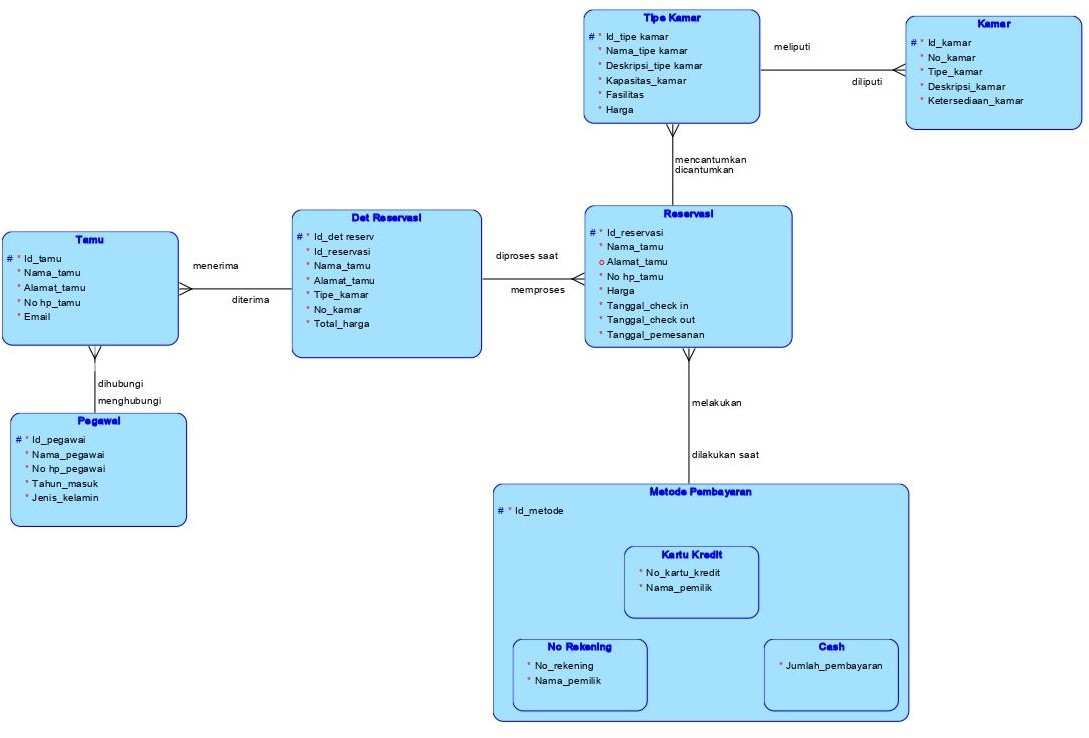 Tipe Kamar
# * Id_tipe kamar
* Nama_tipe kamar
* Deskripsi_tipe kamar
* Kapasitas_kamar
* Fasilitas
* Harga
meliputi
diliputi
Kamar
# * Id_kamar
* No_kamar
* Tipe_kamar
* Deskripsi_kamar
* Ketersediaan_kamar
mencantumkan
dicantumkan
Tamu
# * Id_tamu
* Nama_tamu
* Alamat_tamu
* No hp_tamu
* Email
menerima
diterima
Det Reservasi
# * Id_det reserv
* Id_reservasi
* Nama_tamu
* Alamat_tamu
* Tipe_kamar
* No_kamar
* Total_harga
diproses saat
memproses
Reservasi
# * Id_reservasi
* Nama_tamu
o Alamat_tamu
* No hp_tamu
* Harga
* Tanggal_check in
* Tanggal_check out
* Tanggal_pemesanan
dihubungi
menghubungi
Pegawai
# * Id_pegawai
* Nama_pegawai
* No hp_pegawai
* Tahun_masuk
* Jenis_kelamin
melakukan
dilakukan saat
Metode Pembayaran
# * Id_metode
Kartu Kredit
* No_kartu_kredit
* Nama_pemilik
No Rekening
* No_rekening
* Nama_pemilik
Cash
* Jumlah_pembayaran